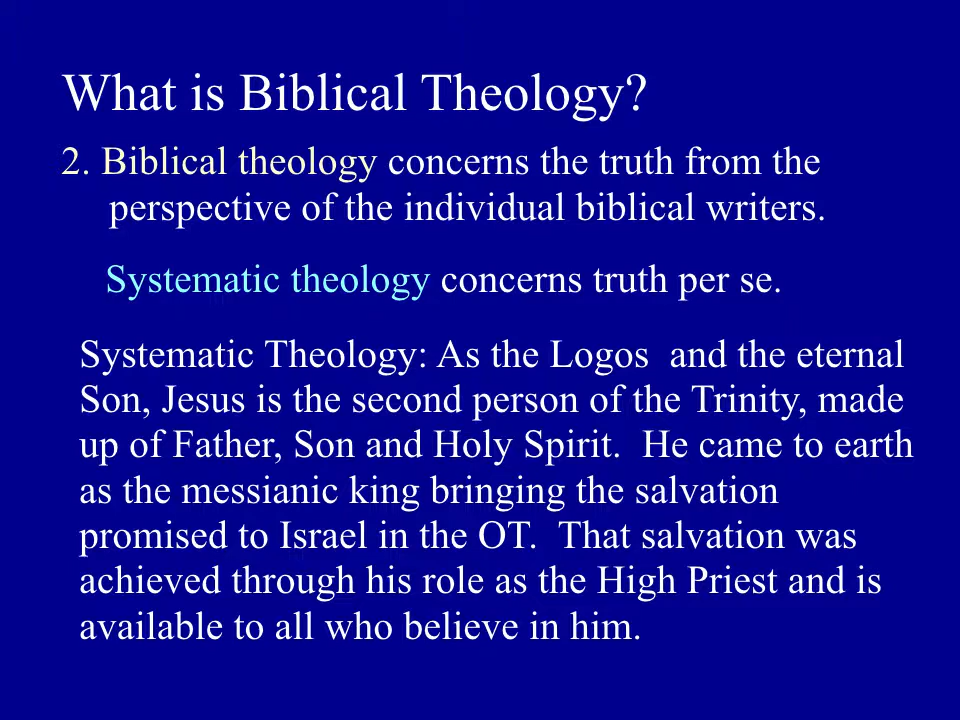 What is Biblical Theology?
2. Biblical theology concerns the truth from the
perspective of the individual biblical writers.
Systematic theology concerns truth per se.
Systematic Theology: As the Logos  and the eternal
Son, Jesus is the second person of the Trinity, made
up of Father, Son and Holy Spirit.  He came to earth
as the messianic king bringing the salvation
promised to Israel in the OT.  That salvation was
achieved through his role as the High Priest and is
available to all who believe in him.